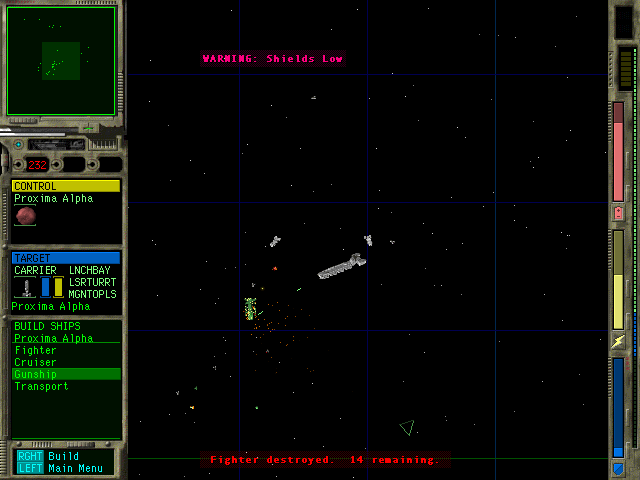 WARNING: Shields Low
232
CONTROL
Proxima Alpha
TARGET
CARRIER LNCHBAY
LSRTURRT
MGNTOPLS
Proxima Alpha
BUILD SHIPS
Proxima Alpha
Fighter
Cruiser
Gunship
Transport
RGHT Build
LEFT Main Menu
Fighter destroyed. 14 remaining.